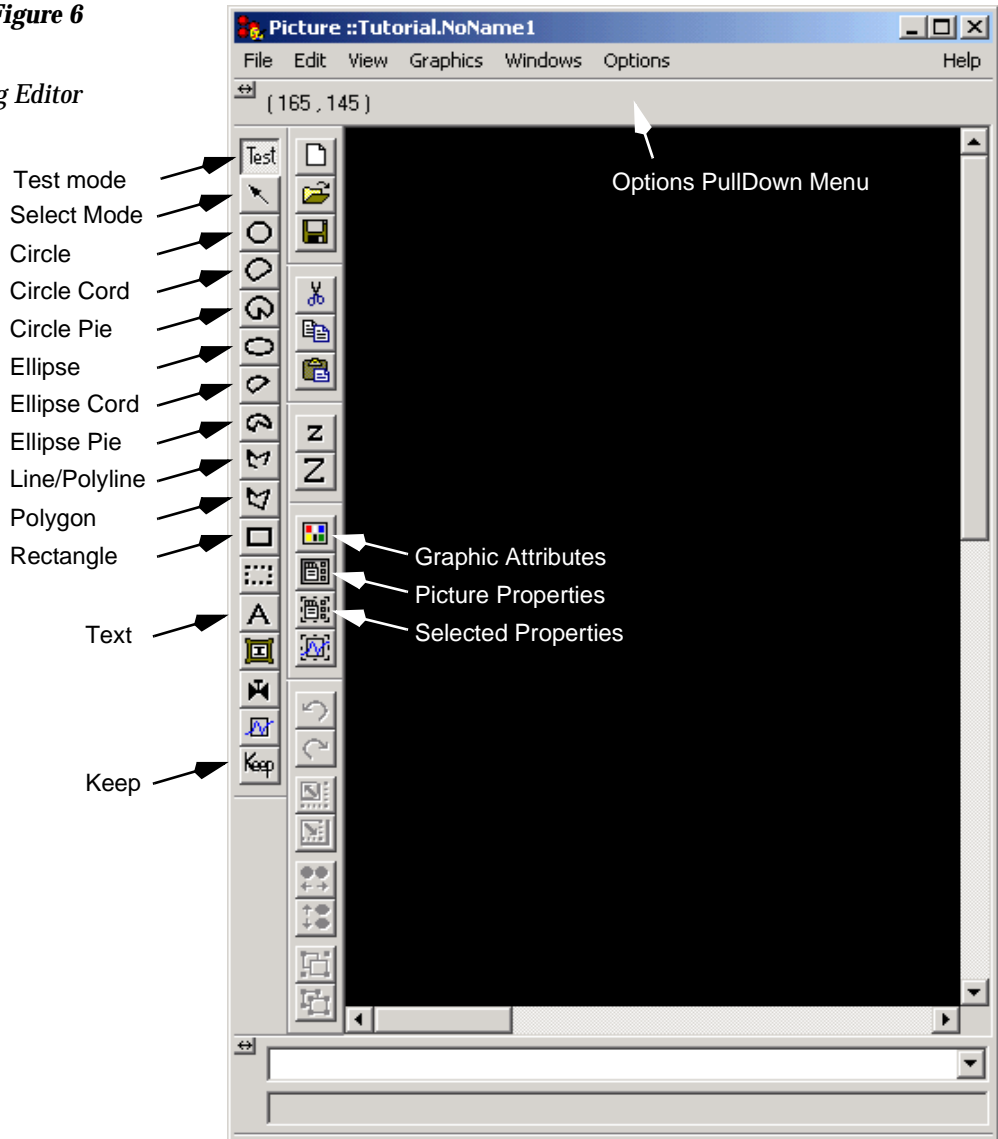 Figure 6
g Editor
Picture ::Tutorial.NoName1
File Edit View Graphics Windows Options Help
( 165 , 145 )
Options PullDown Menu
Test
Test mode
Select Mode
Circle
Circle Cord
Circle Pie
Ellipse
Ellipse Cord
Ellipse Pie
Line/Polyline
Polygon
Rectangle
Text
Keep
A
Keep
z
Z
Graphic Attributes
Picture Properties
Selected Properties